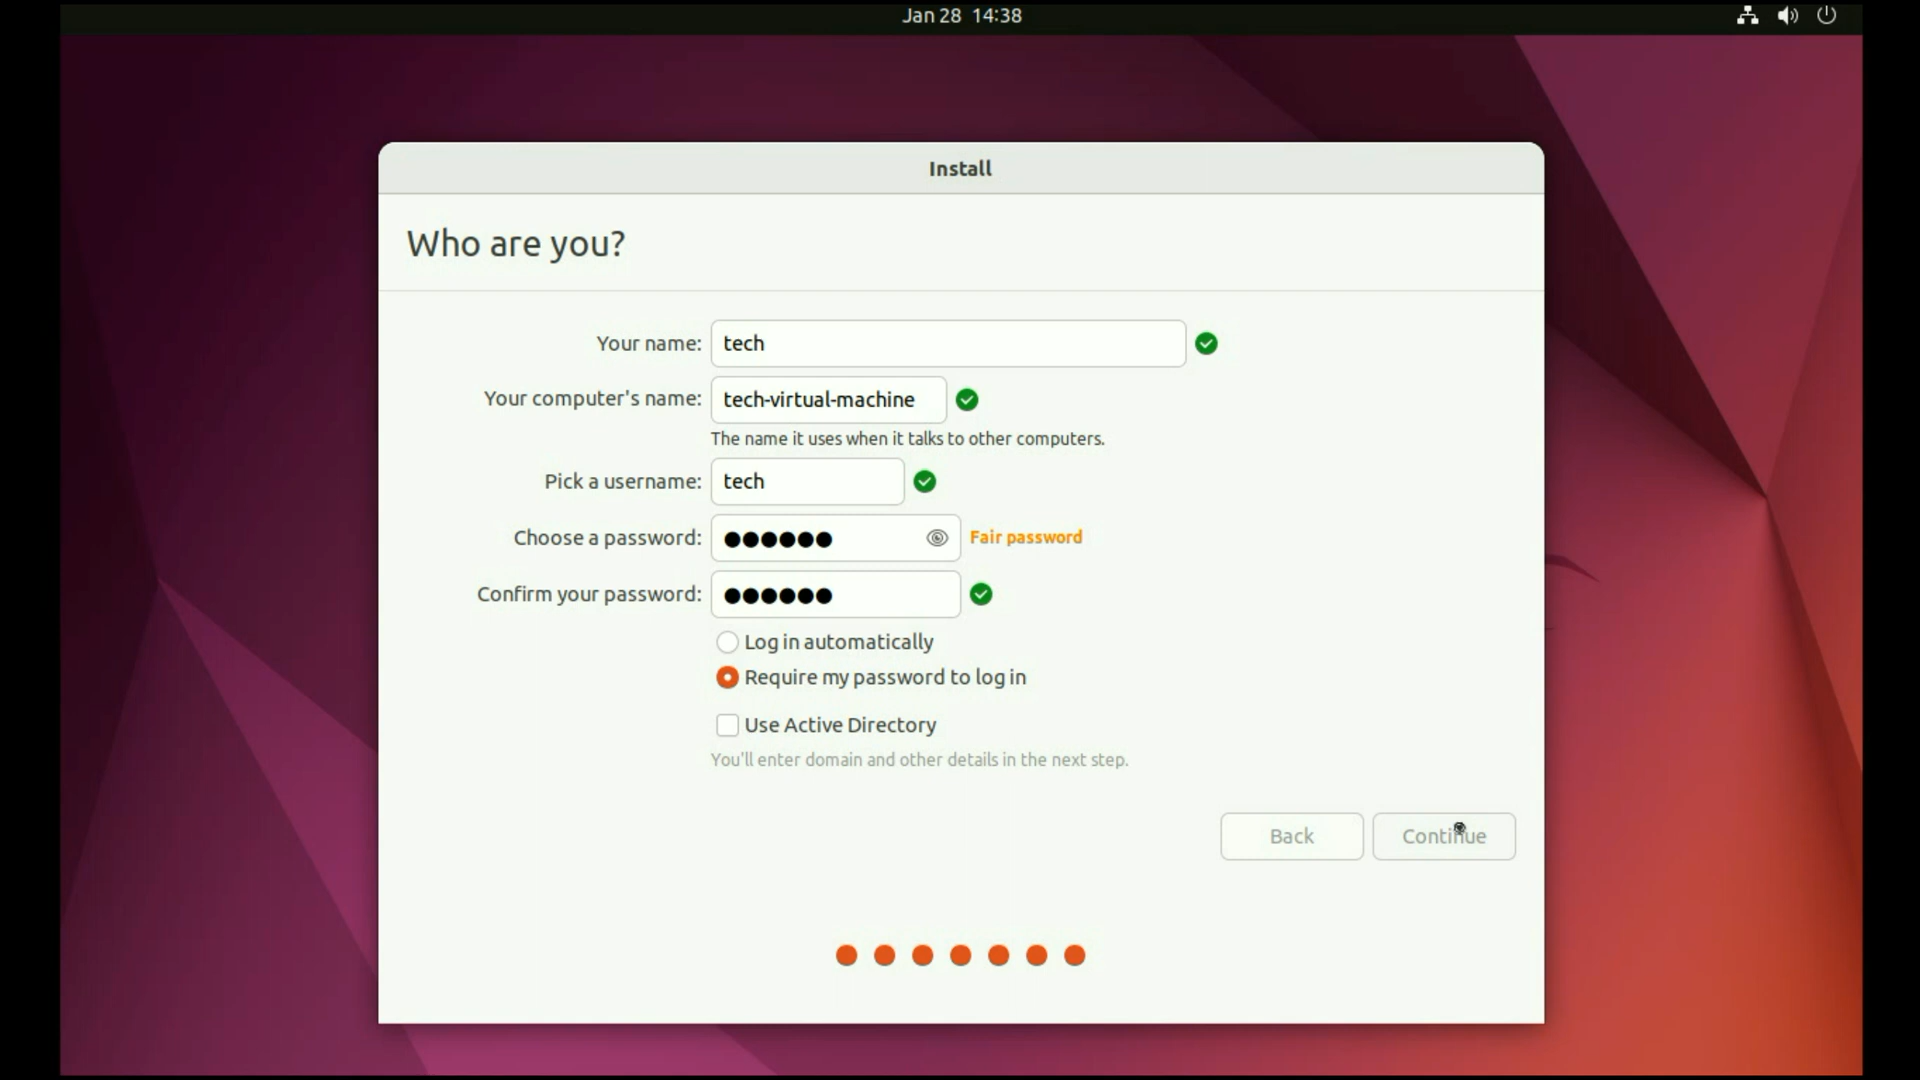 Jan 28 14:38
Install
Who are you?
Your name: tech
Your computer's name: tech-virtual-machine
The name it uses when it talks to other computers.
Pick a username: tech
Choose a password: ●●●●●● Fair password
Confirm your password: ●●●●●●
Log in automatically
Require my password to log in
Use Active Directory
You'll enter domain and other details in the next step.
Back Continue